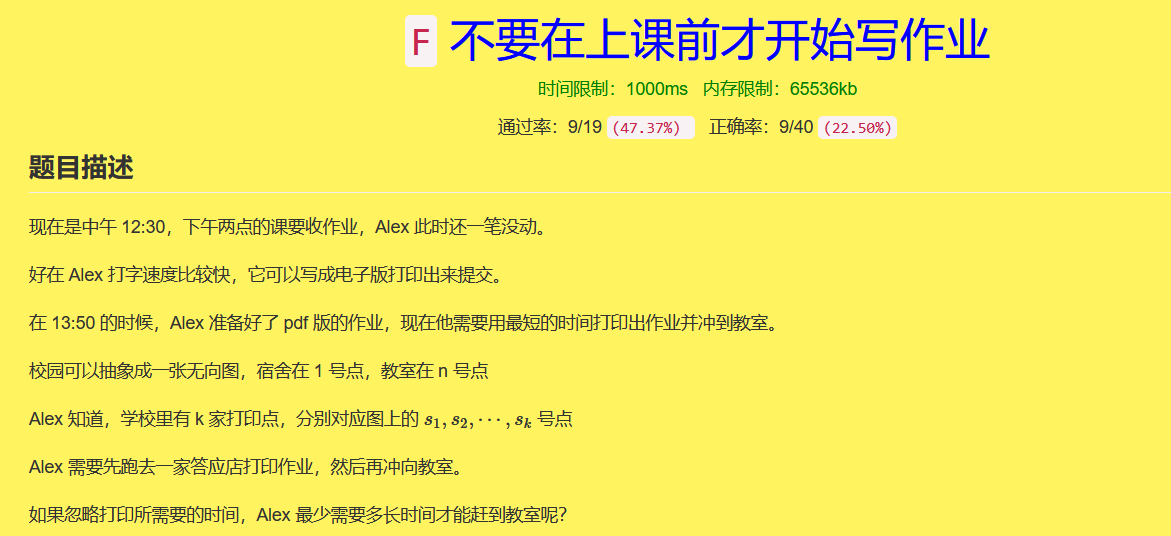 F 不要在上课前才开始写作业
时间限制：1000ms 内存限制：65536kb
通过率：9/19 (47.37%) 正确率：9/40 (22.50%)
题目描述
现在是中午 12:30，下午两点的课要收作业，Alex 此时还一笔没动。
好在 Alex 打字速度比较快，它可以写成电子版打印出来提交。
在 13:50 的时候，Alex 准备好了 pdf 版的作业，现在他需要用最短的时间打印出作业并冲到教室。
校园可以抽象成一张无向图，宿舍在 1 号点，教室在 n 号点
Alex 知道，学校里有 k 家打印点，分别对应图上的 s₁, s₂, ⋯, sₖ 号点
Alex 需要先跑去一家答应店打印作业，然后再冲向教室。
如果忽略打印所需要的时间，Alex 最少需要多长时间才能赶到教室呢？